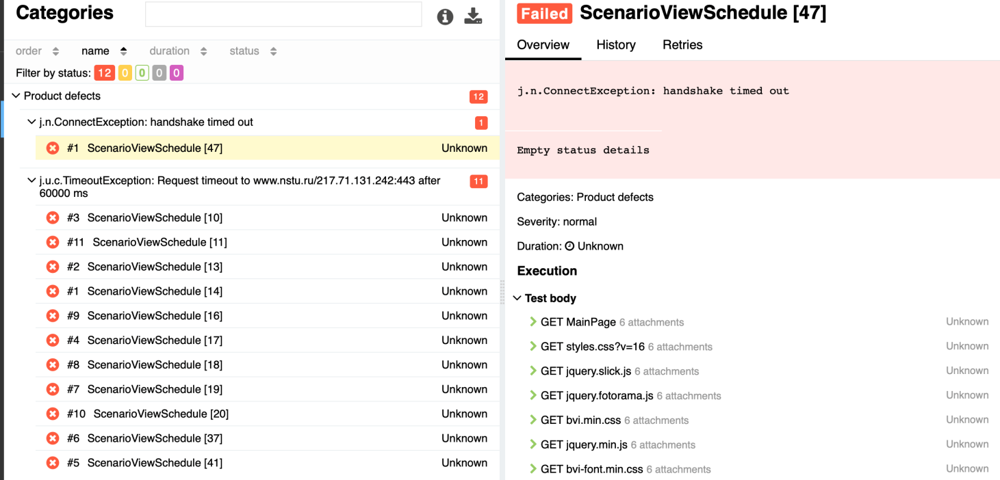 Categories
order name duration status
Filter by status: 12 0 0 0 0
Product defects 12
j.n.ConnectException: handshake timed out 1
#1 ScenarioViewSchedule [47] Unknown
j.u.c.TimeoutException: Request timeout to www.nstu.ru/217.71.131.242:443 after 11
60000 ms
#3 ScenarioViewSchedule [10] Unknown
#11 ScenarioViewSchedule [11] Unknown
#2 ScenarioViewSchedule [13] Unknown
#1 ScenarioViewSchedule [14] Unknown
#9 ScenarioViewSchedule [16] Unknown
#4 ScenarioViewSchedule [17] Unknown
#8 ScenarioViewSchedule [18] Unknown
#7 ScenarioViewSchedule [19] Unknown
#10 ScenarioViewSchedule [20] Unknown
#6 ScenarioViewSchedule [37] Unknown
#5 ScenarioViewSchedule [41] Unknown
Failed ScenarioViewSchedule [47]
Overview History Retries
j.n.ConnectException: handshake timed out
Empty status details
Categories: Product defects
Severity: normal
Duration: Unknown
Execution
Test body
GET MainPage 6 attachments Unknown
GET styles.css?v=16 6 attachments Unknown
GET jquery.slick.js 6 attachments Unknown
GET jquery.fotorama.js 6 attachments Unknown
GET bvi.min.css 6 attachments Unknown
GET jquery.min.js 6 attachments Unknown
GET bvi-font.min.css 6 attachments Unknown